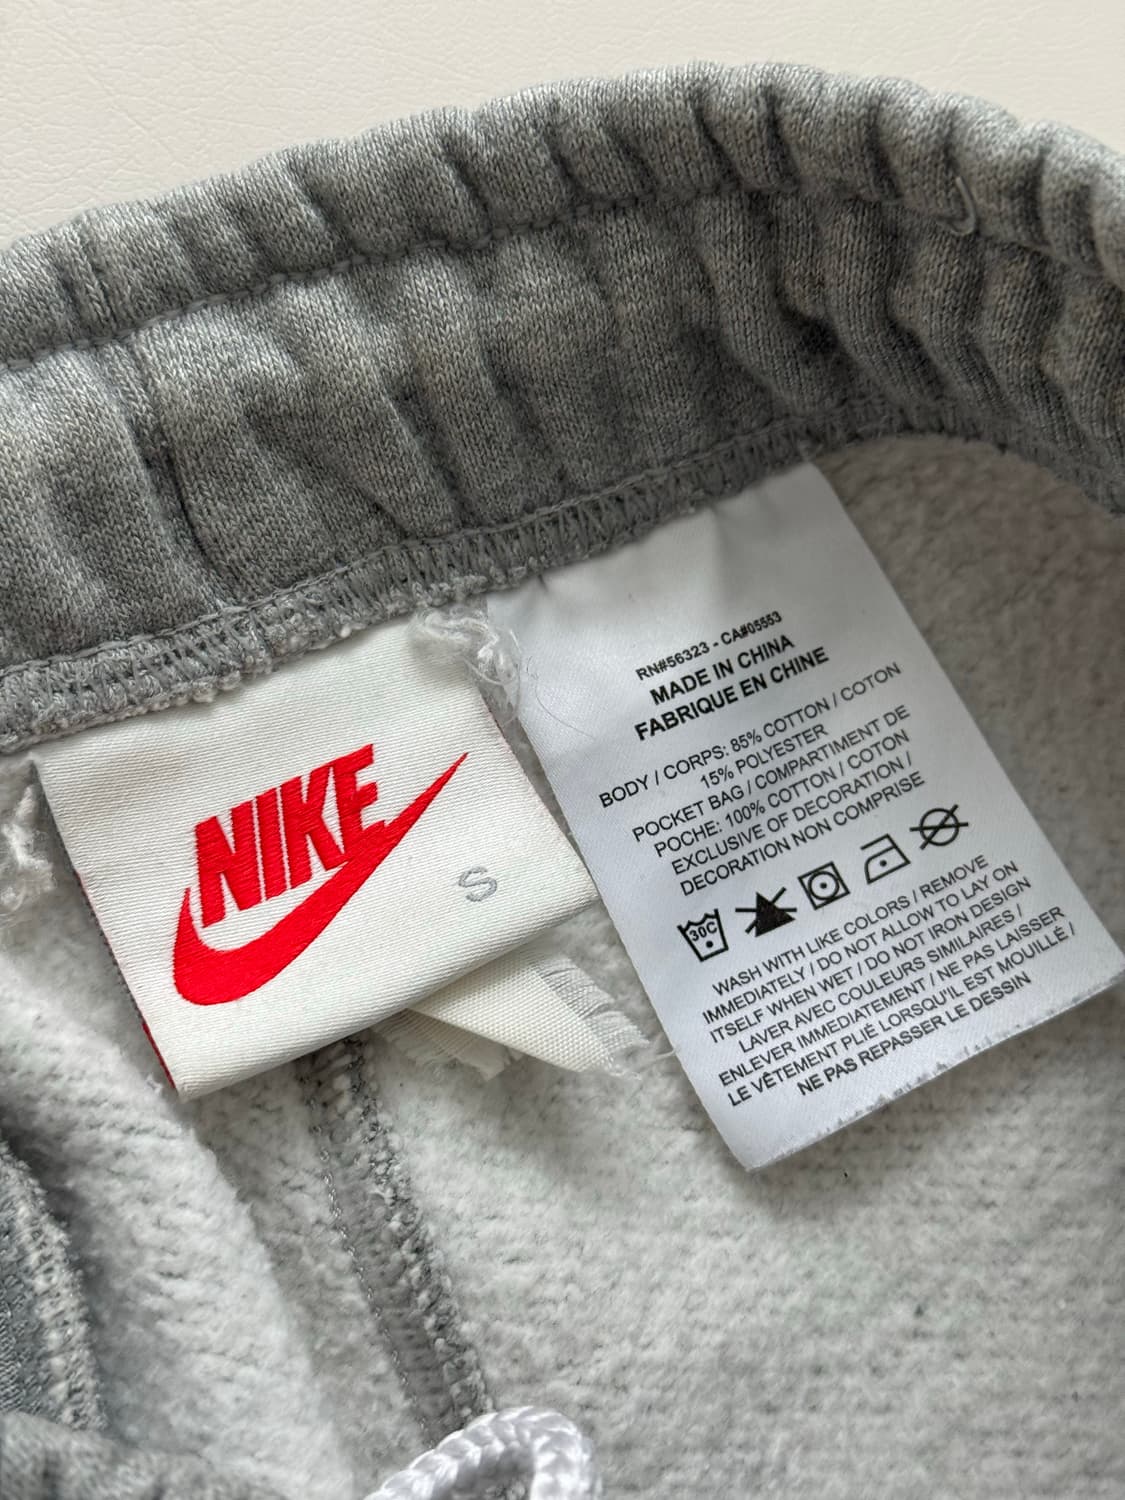 NIKE
S
RN#56323 - CA#05553
MADE IN CHINA
FABRIQUE EN CHINE
BODY / CORPS: 85% COTTON / COTON
15% POLYESTER
POCKET BAG / COMPARTIMENT DE
POCHE: 100% COTTON / COTON
EXCLUSIVE OF DECORATION /
DECORATION NON COMPRISE
30C
WASH WITH LIKE COLORS / REMOVE
IMMEDIATELY / DO NOT ALLOW TO LAY ON
ITSELF WHEN WET / DO NOT IRON DESIGN
LAVER AVEC COULEURS SIMILAIRES /
ENLEVER IMMEDIATEMENT / NE PAS LAISSER
LE VÊTEMENT PLIÉ LORSQU'IL EST MOUILLÉ /
NE PAS REPASSER LE DESSIN